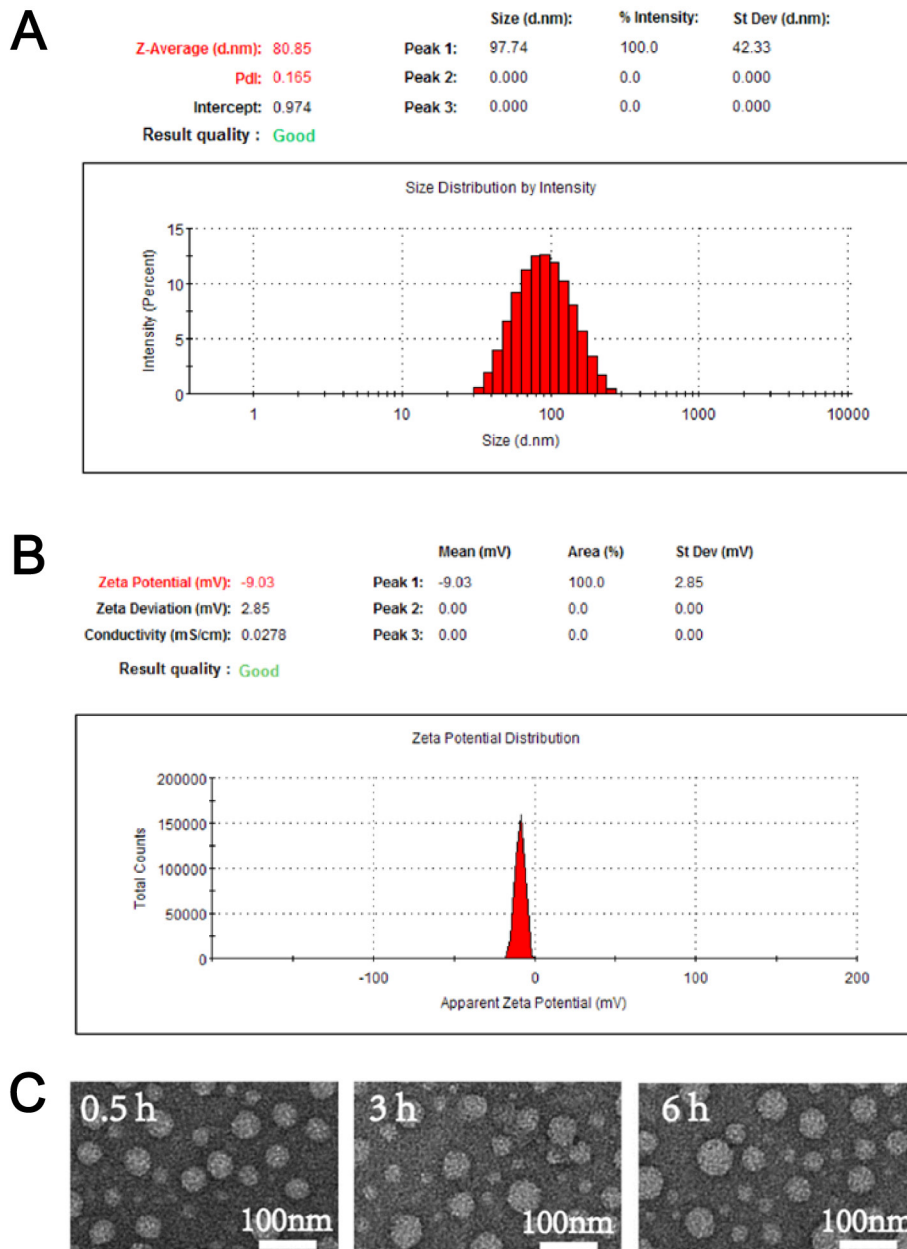 A
Size (d.nm): % Intensity: St Dev (d.nm):
Z-Average (d.nm): 80.85 Peak 1: 97.74 100.0 42.33
PdI: 0.165 Peak 2: 0.000 0.0 0.000
Intercept: 0.974 Peak 3: 0.000 0.0 0.000
Result quality : Good
Size Distribution by Intensity
15
10
5
0
Intensity (Percent)
1 10 100 1000 10000
Size (d.nm)
B
Mean (mV) Area (%) St Dev (mV)
Zeta Potential (mV): -9.03 Peak 1: -9.03 100.0 2.85
Zeta Deviation (mV): 2.85 Peak 2: 0.00 0.0 0.00
Conductivity (mS/cm): 0.0278 Peak 3: 0.00 0.0 0.00
Result quality : Good
Zeta Potential Distribution
200000
150000
100000
50000
0
Total Counts
-100 0 100 200
Apparent Zeta Potential (mV)
C
0.5 h 3 h 6 h
100nm 100nm 100nm